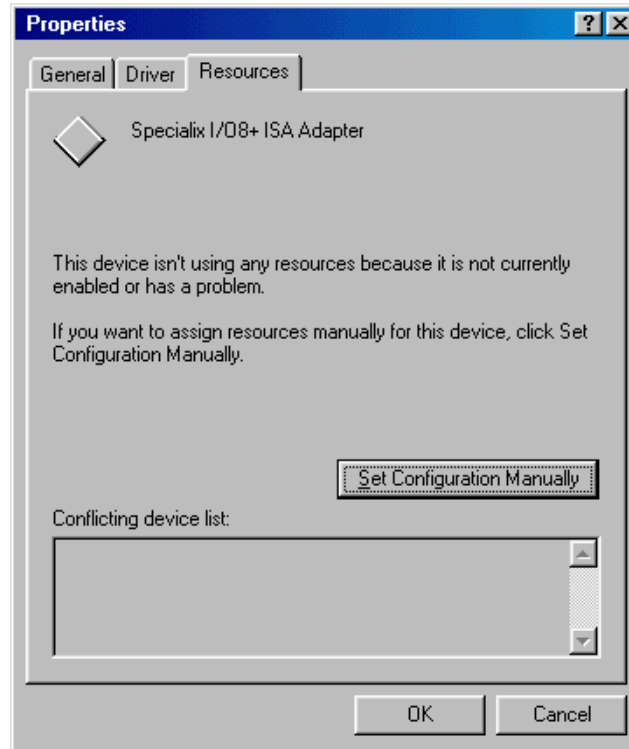 Properties
General Driver Resources
Specialix I/O8+ ISA Adapter
This device isn't using any resources because it is not currently
enabled or has a problem.
If you want to assign resources manually for this device, click Set
Configuration Manually.
Set Configuration Manually
Conflicting device list:
OK Cancel